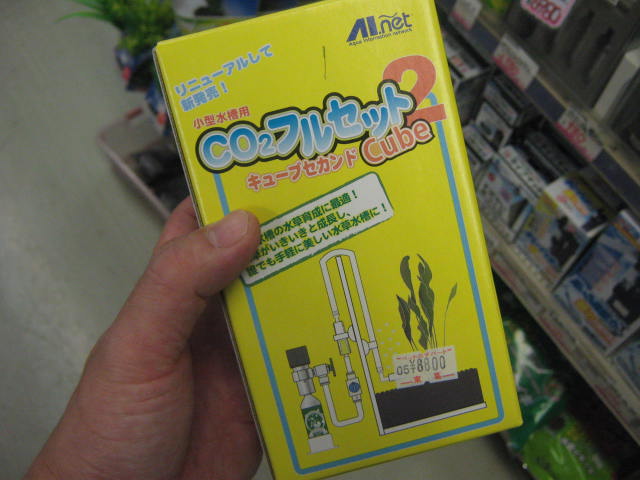 AI.net
Aqua information network
リニューアルして
新発売!
小型水槽用
CO2フルセット2
キューブセカンド Cube
水槽の水草育成に最適!
がいきいきと成長し、
誰でも手軽に美しい水草水槽に!